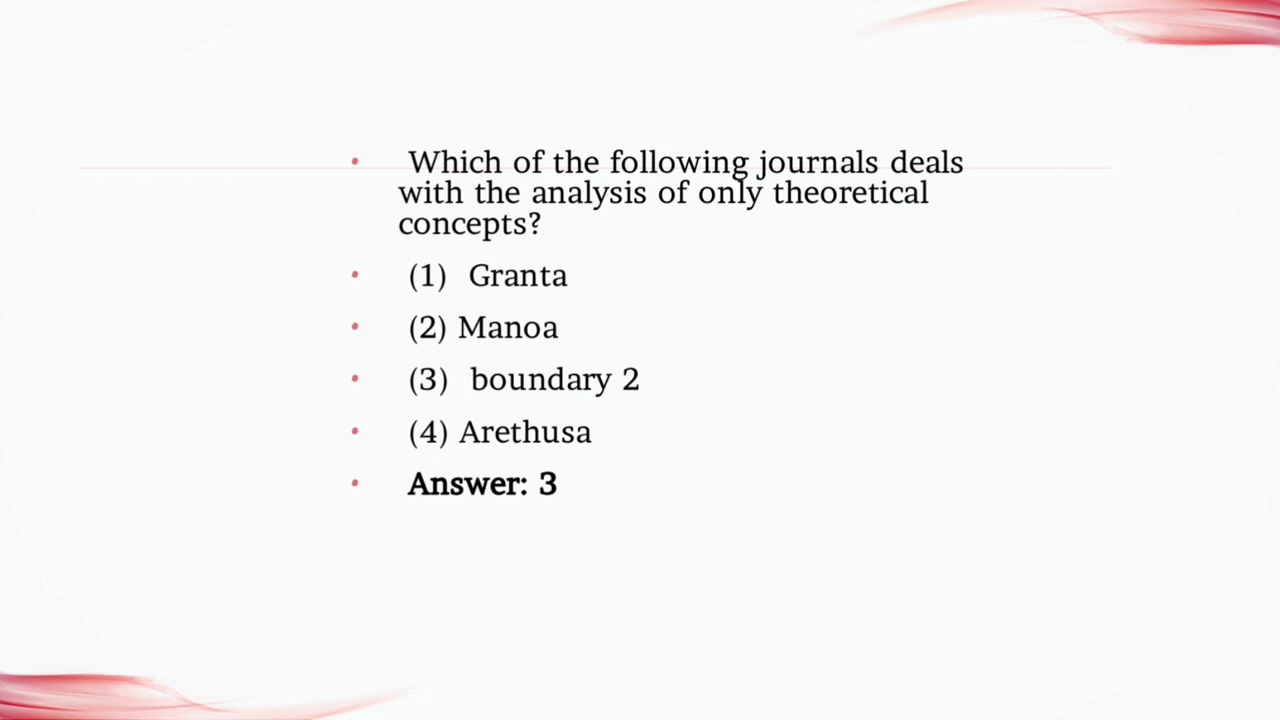 • Which of the following journals deals
with the analysis of only theoretical
concepts?
• (1) Granta
• (2) Manoa
• (3) boundary 2
• (4) Arethusa
• Answer: 3